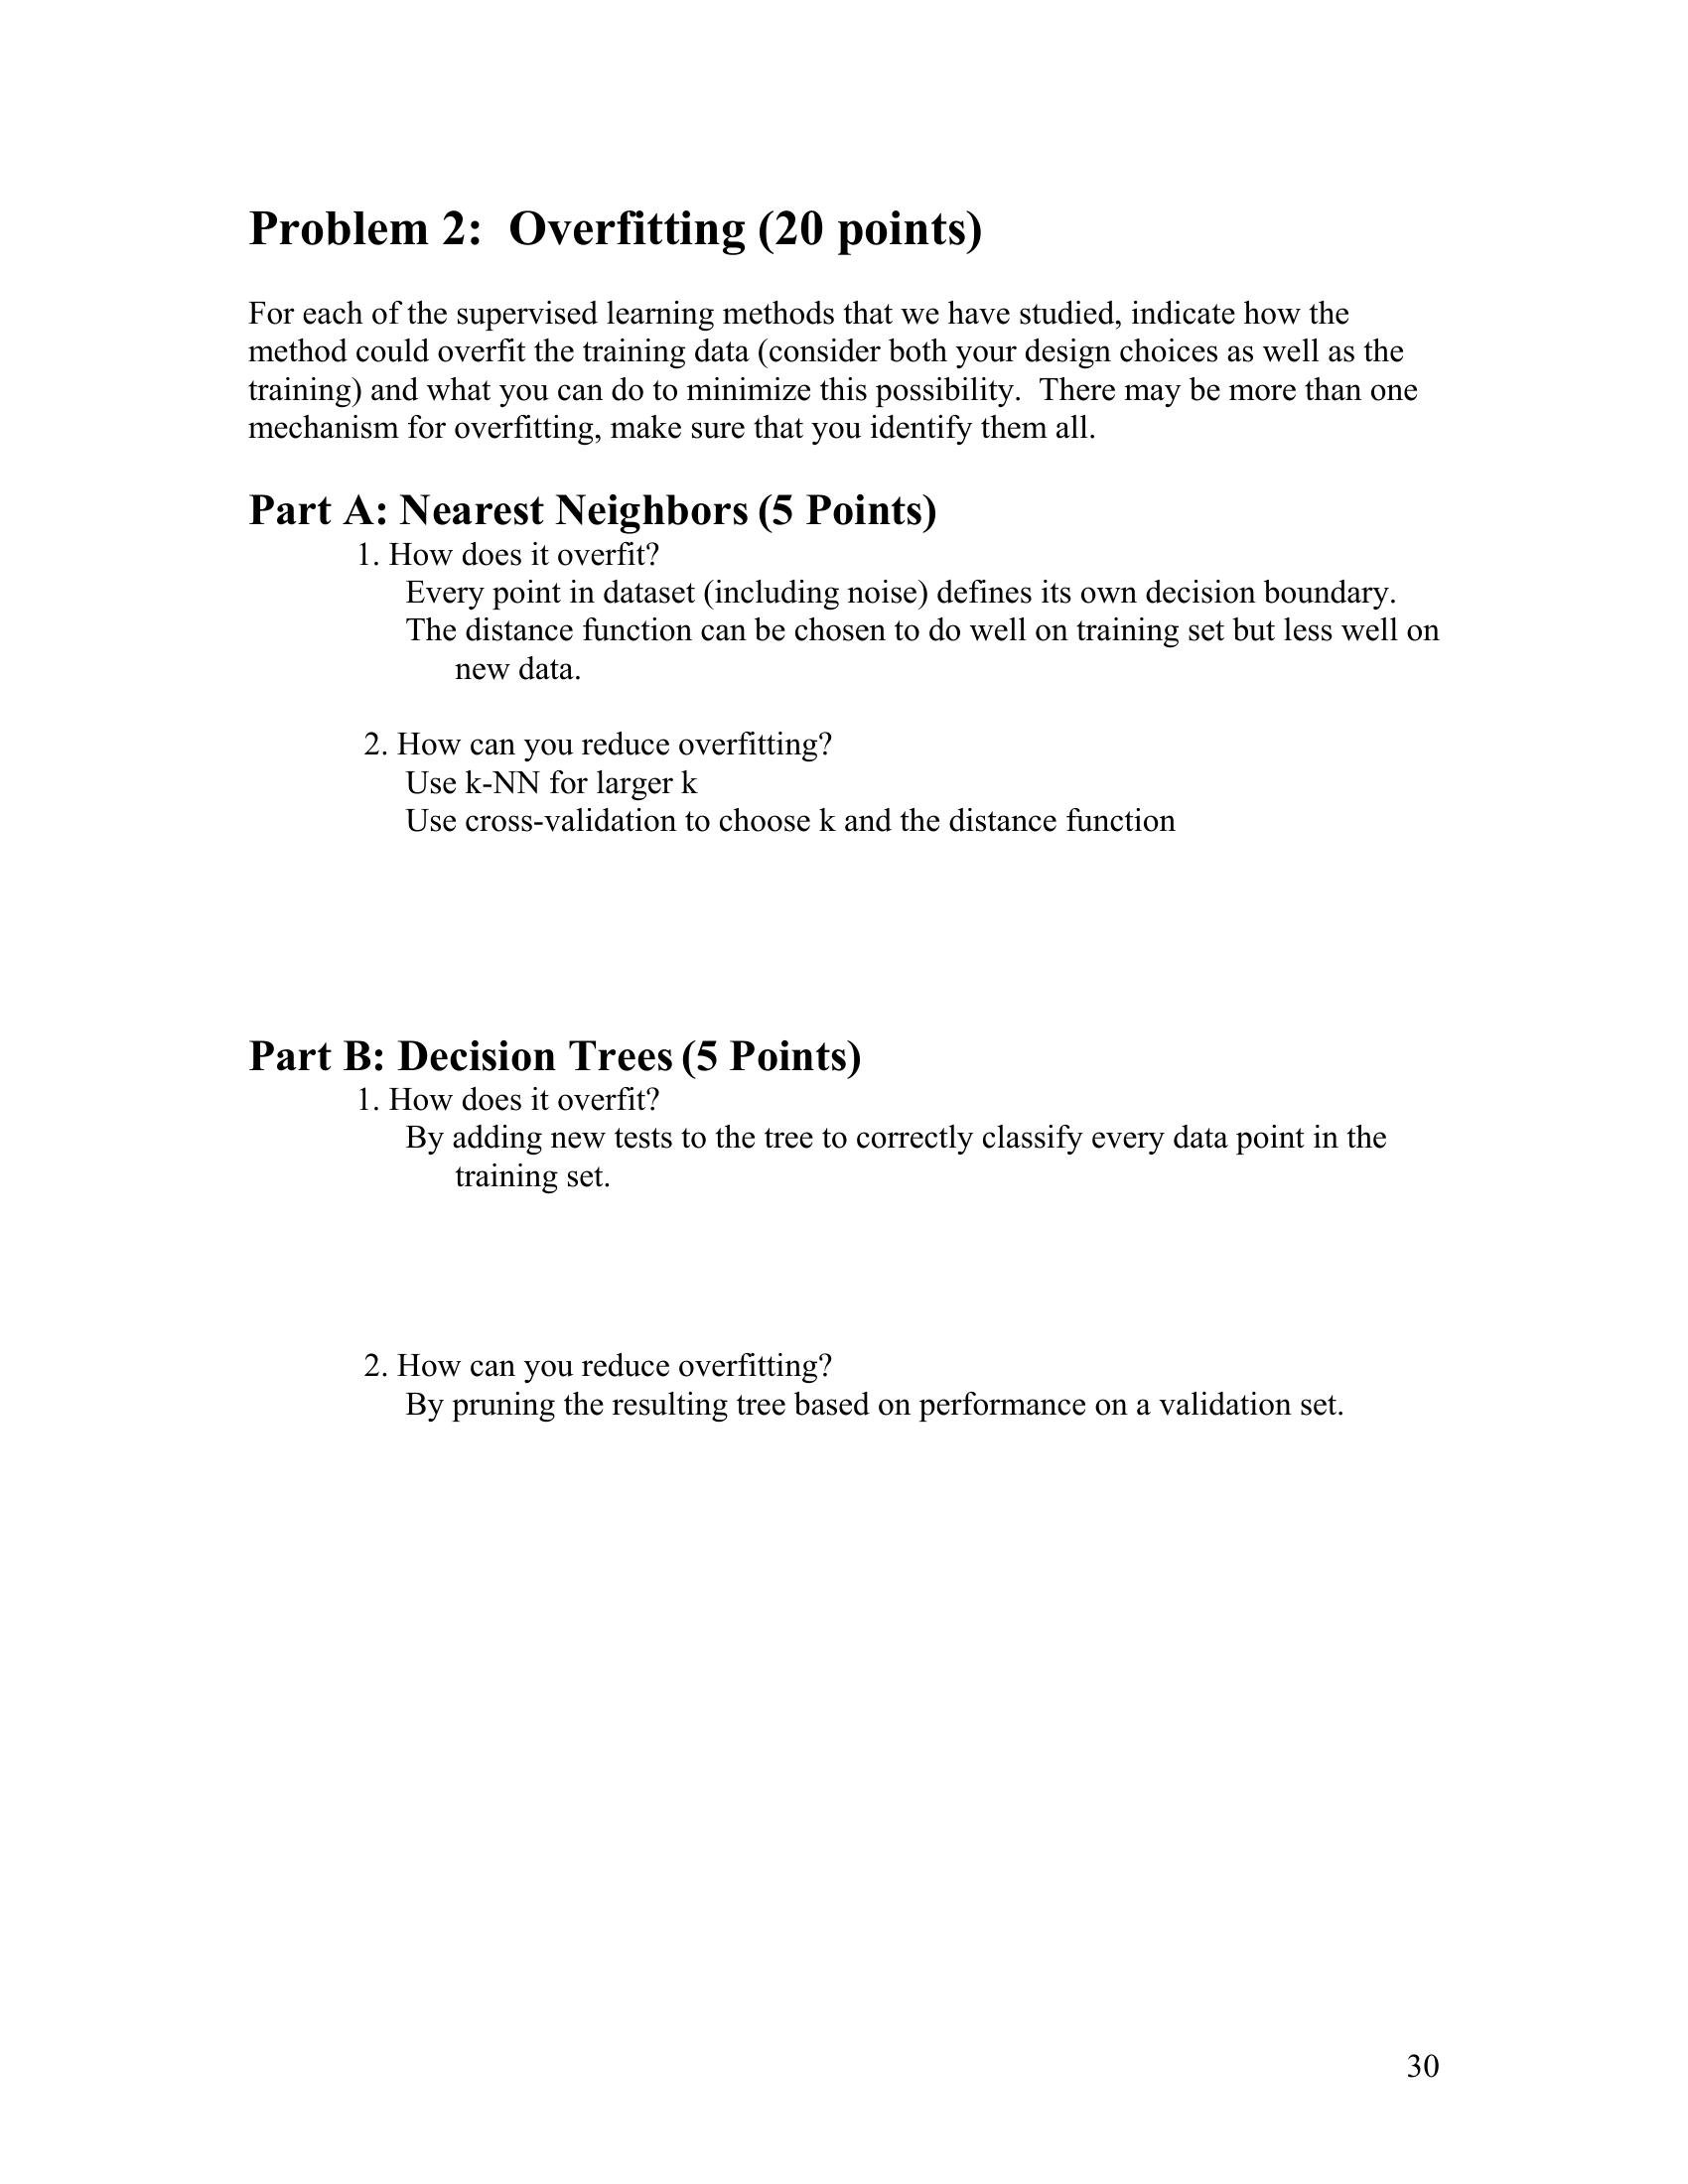 Problem 2:  Overfitting (20 points)
For each of the supervised learning methods that we have studied, indicate how the
method could overfit the training data (consider both your design choices as well as the
training) and what you can do to minimize this possibility.  There may be more than one
mechanism for overfitting, make sure that you identify them all.
Part A: Nearest Neighbors (5 Points)
1. How does it overfit?
Every point in dataset (including noise) defines its own decision boundary.
The distance function can be chosen to do well on training set but less well on
new data.
2. How can you reduce overfitting?
Use k-NN for larger k
Use cross-validation to choose k and the distance function
Part B: Decision Trees (5 Points)
1. How does it overfit?
By adding new tests to the tree to correctly classify every data point in the
training set.
2. How can you reduce overfitting?
By pruning the resulting tree based on performance on a validation set.
30